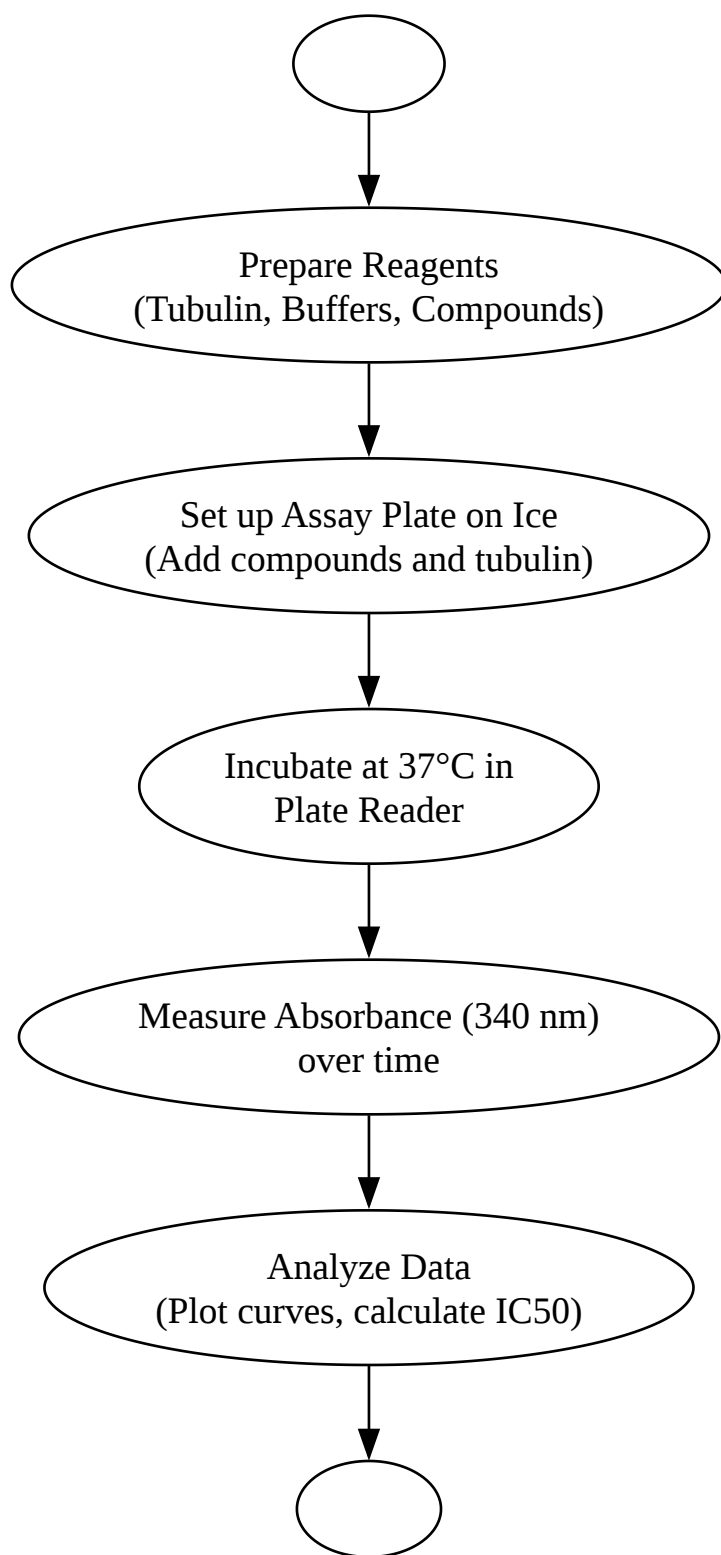 Prepare Reagents
(Tubulin, Buffers, Compounds)
Set up Assay Plate on Ice
(Add compounds and tubulin)
Incubate at 37°C in
Plate Reader
Measure Absorbance (340 nm)
over time
Analyze Data
(Plot curves, calculate IC50)